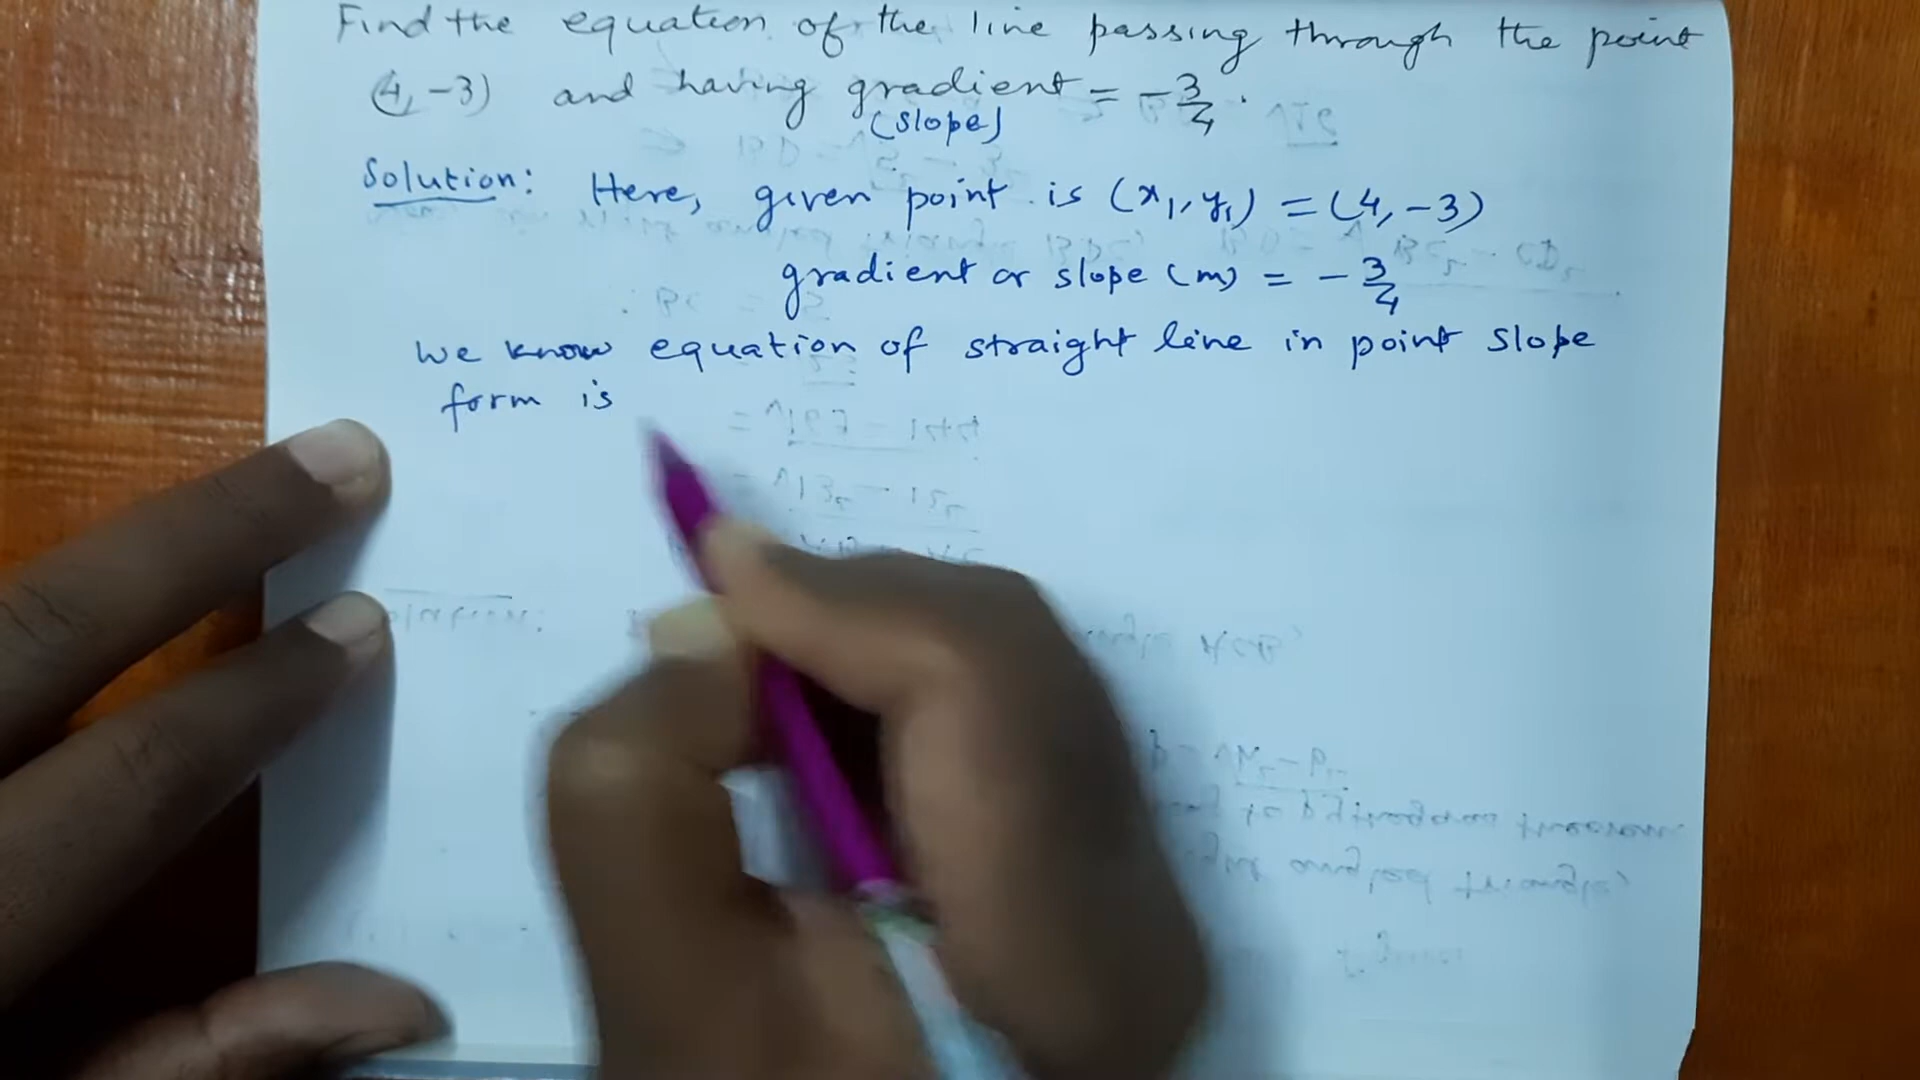 Find the equation of the line passing through the point
(4, -3) and having gradient = -3/4.
(slope)
Solution: Here, given point is (x₁, y₁) = (4, -3)
gradient or slope (m) = -3/4
We know equation of straight line in point slope
form is